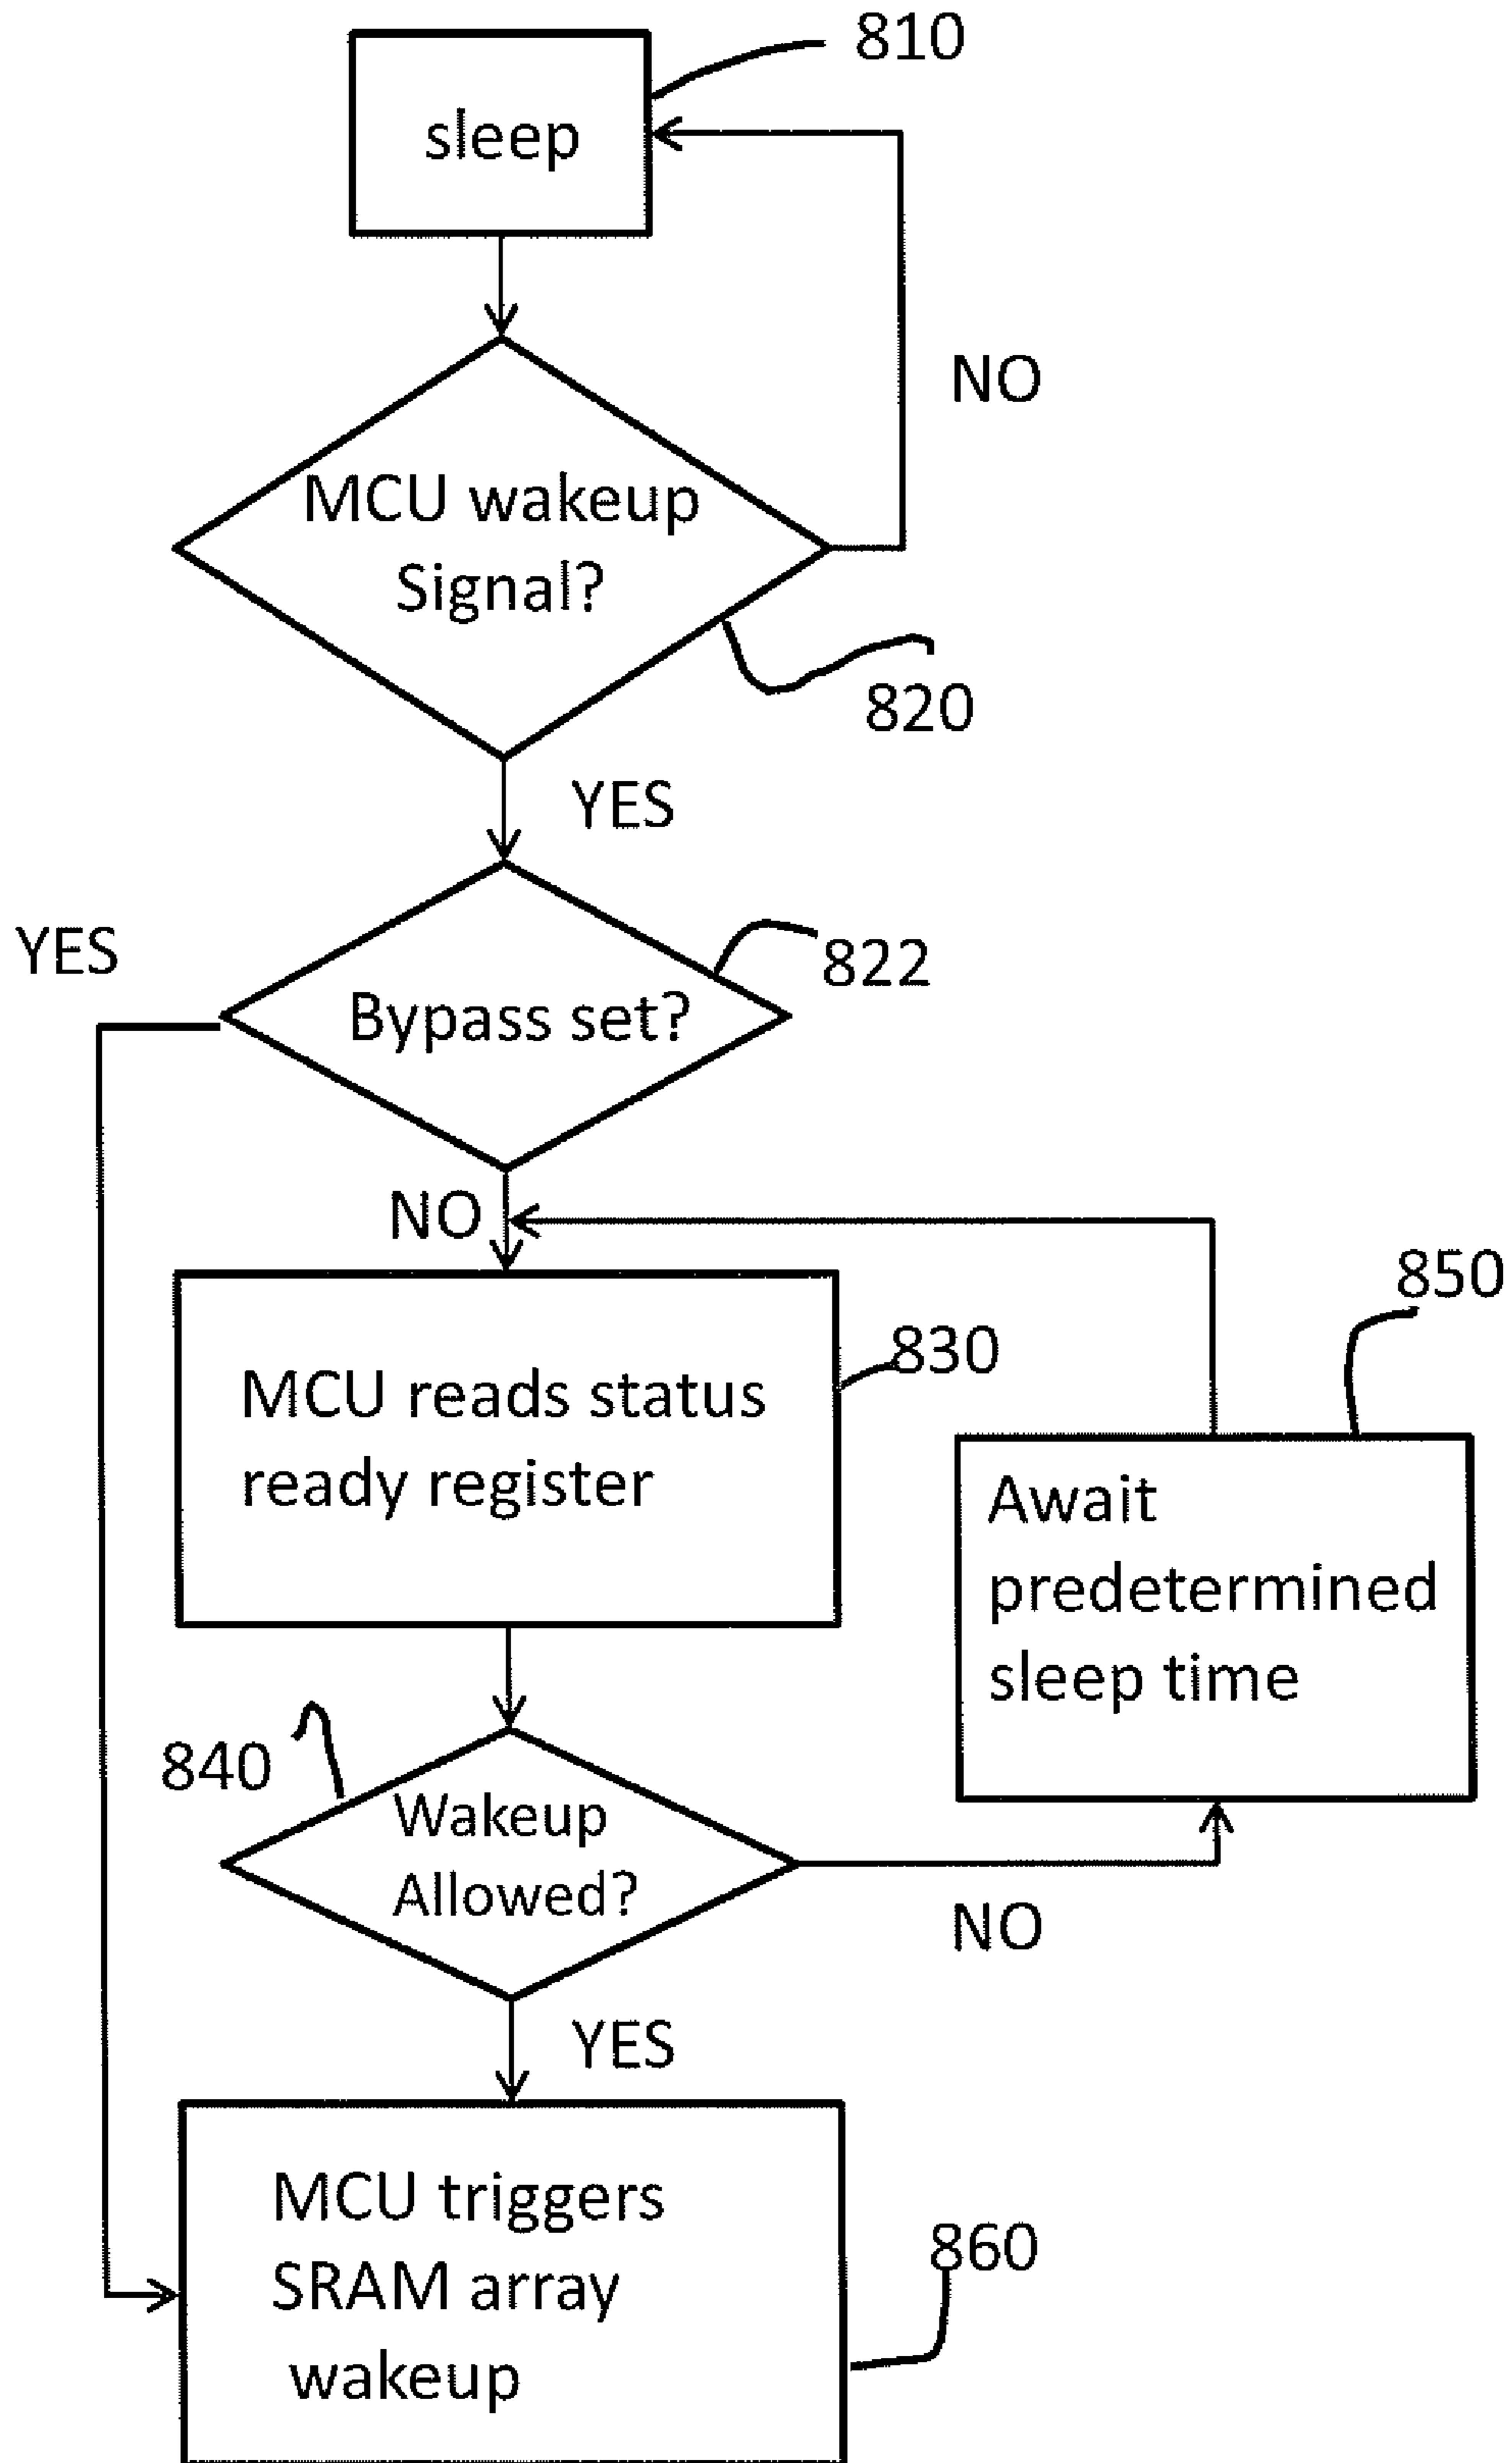 810
sleep
NO
MCU wakeup
Signal?
820
YES
YES
822
Bypass set?
NO
850
830
MCU reads status
ready register
Await
predetermined
sleep time
840
Wakeup
Allowed?
NO
YES
MCU triggers
SRAM array
wakeup
860